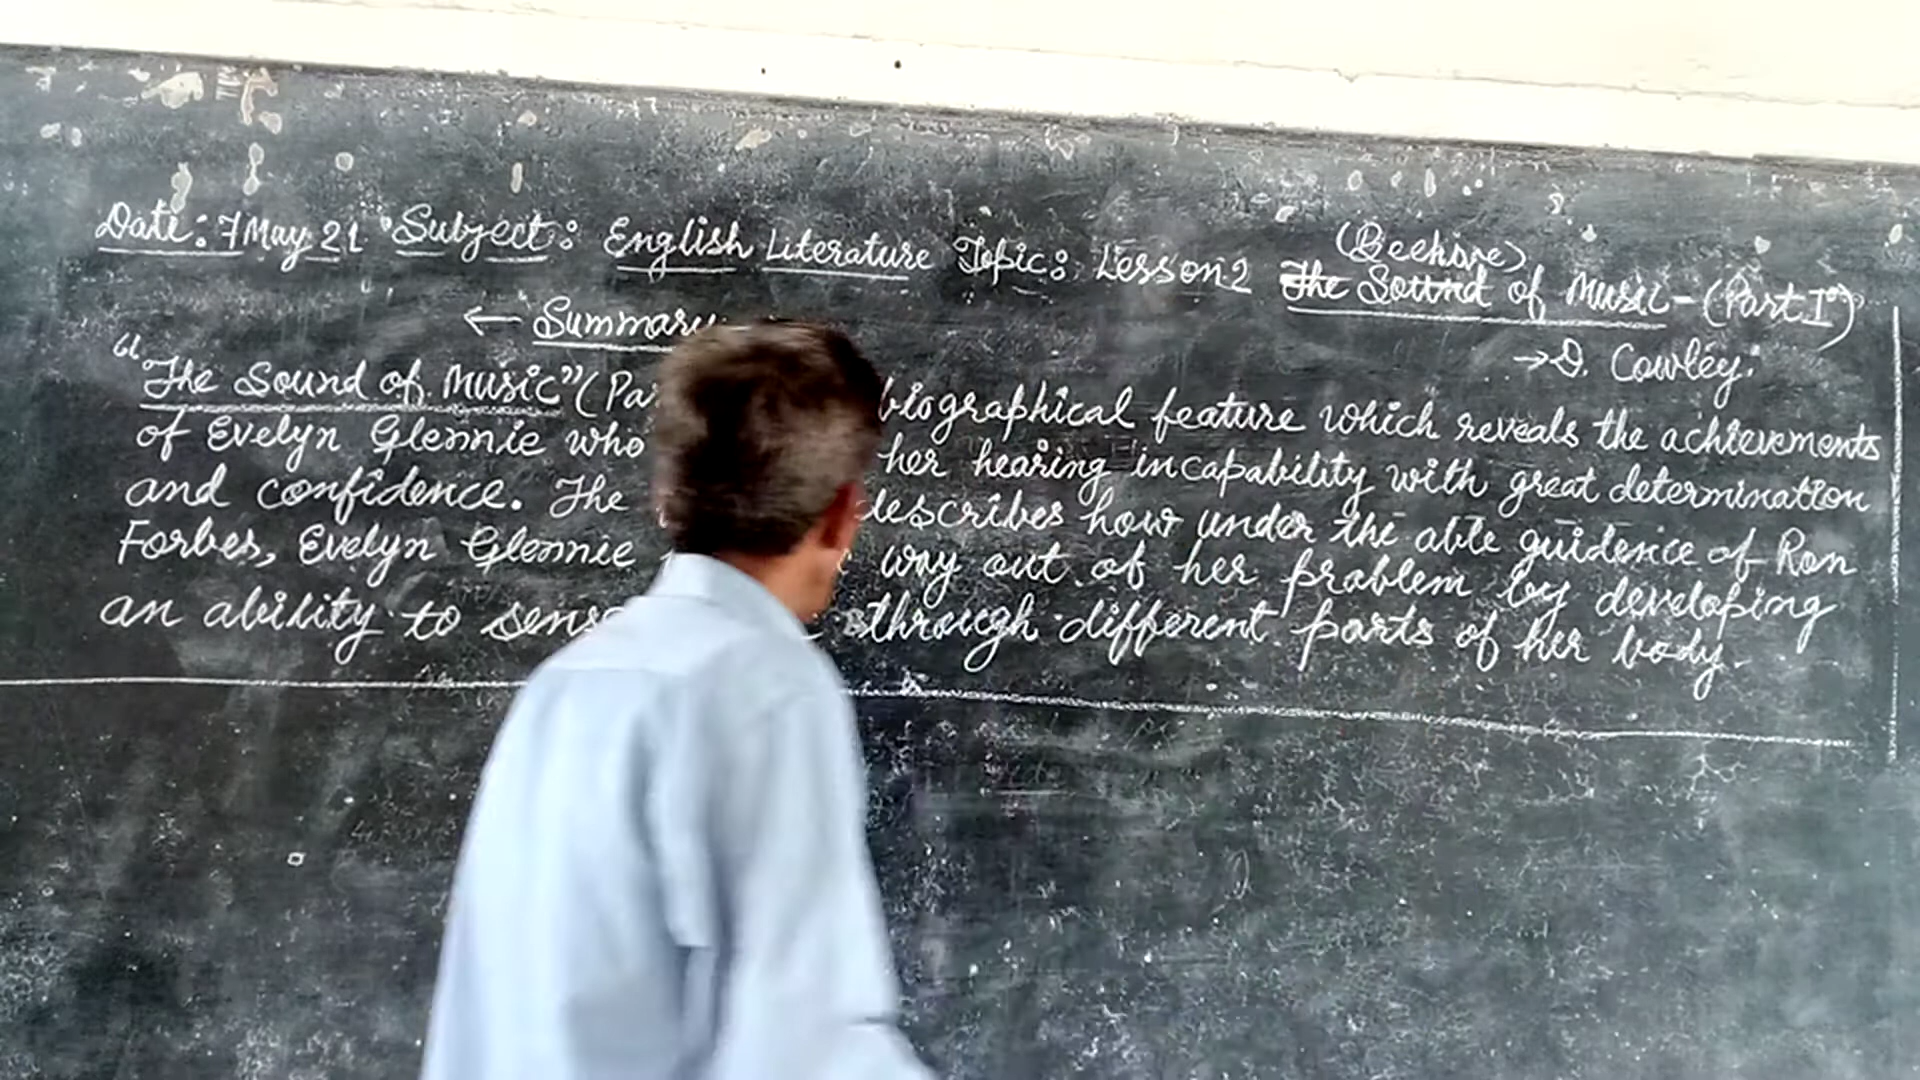 (Beehive)
Date: 7 May 21 Subject: English Literature Topic: Lesson 2 The Sound of Music - (Part I)
← Summary
→ D. Cowley.
"The Sound of Music" (Pa biographical feature which reveals the achievements
of Evelyn Glennie who her hearing incapability with great determination
and confidence. The describes how under the able guidence of Ron
Forbes, Evelyn Glennie way out of her problem by developing
an ability to sens through different parts of her body.